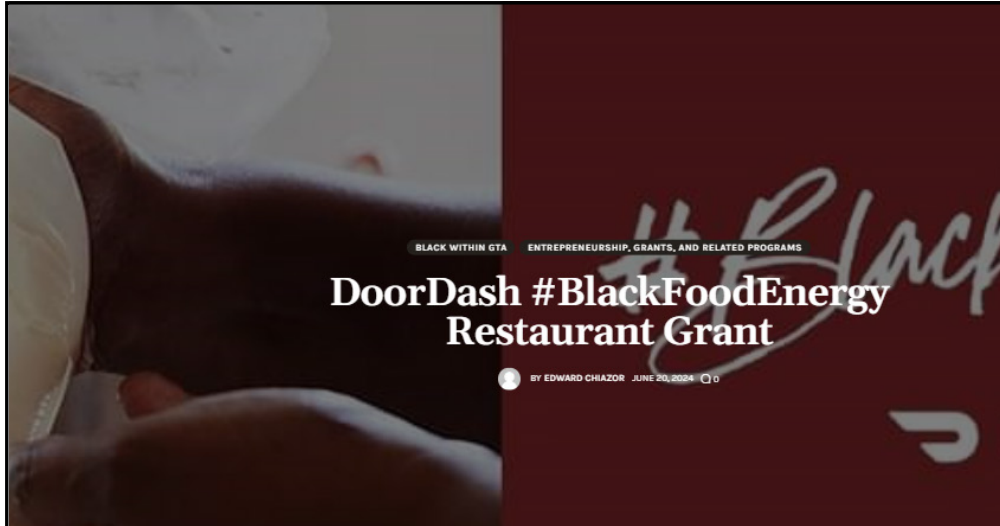 #Black
BLACK WITHIN GTA ENTREPRENEURSHIP, GRANTS, AND RELATED PROGRAMS
DoorDash #BlackFoodEnergy
Restaurant Grant
BY EDWARD CHIAZOR JUNE 20, 2024 0